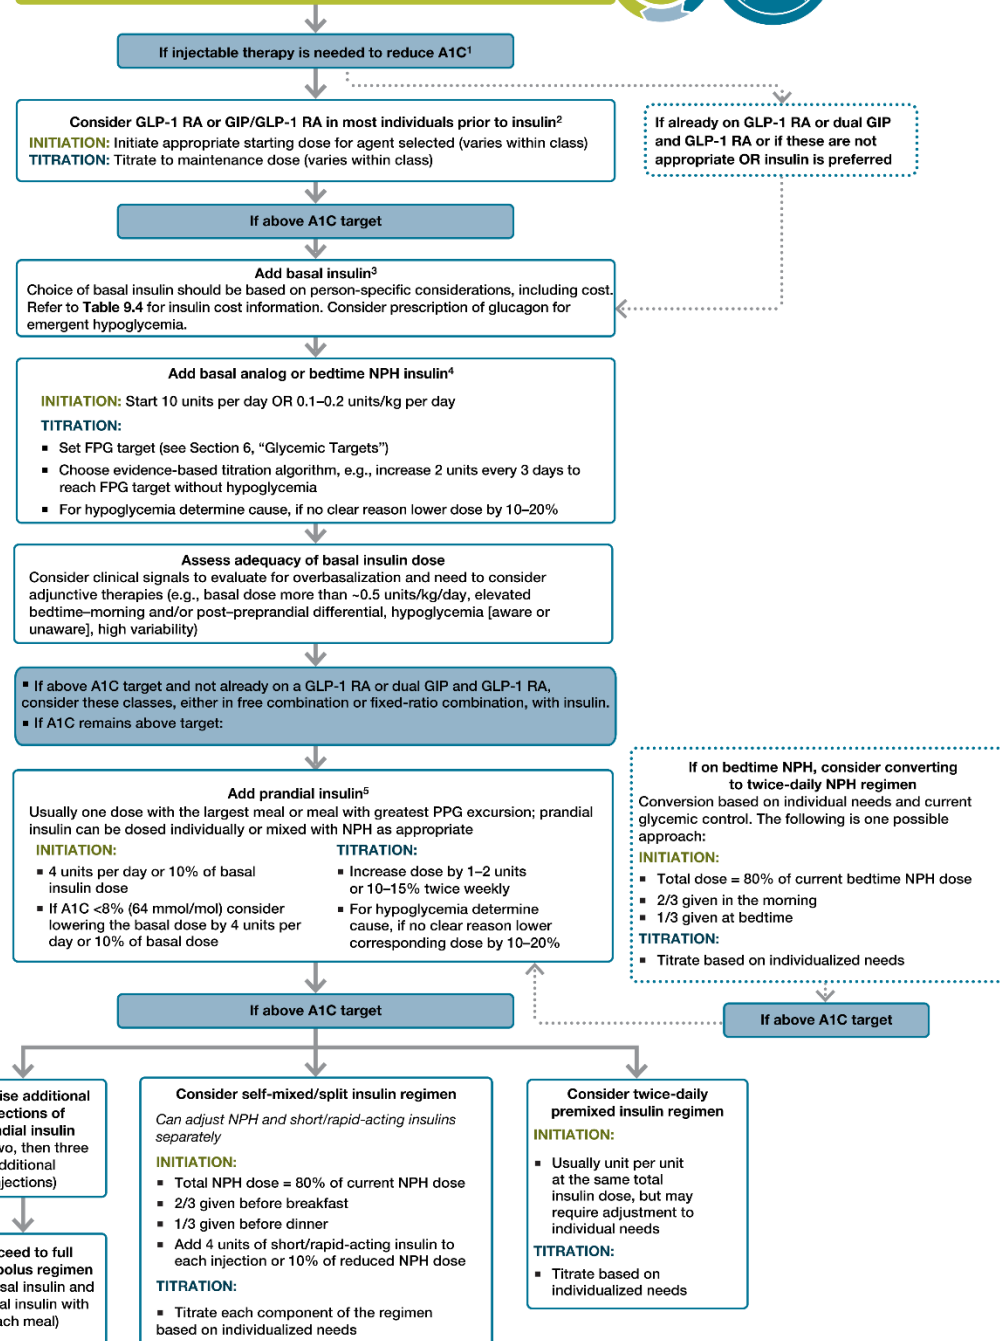 If injectable therapy is needed to reduce A1C¹
Consider GLP-1 RA or GIP/GLP-1 RA in most individuals prior to insulin²
INITIATION: Initiate appropriate starting dose for agent selected (varies within class)
TITRATION: Titrate to maintenance dose (varies within class)
If already on GLP-1 RA or dual GIP
and GLP-1 RA or if these are not
appropriate OR insulin is preferred
If above A1C target
Add basal insulin³
Choice of basal insulin should be based on person-specific considerations, including cost.
Refer to Table 9.4 for insulin cost information. Consider prescription of glucagon for
emergent hypoglycemia.
Add basal analog or bedtime NPH insulin⁴
INITIATION: Start 10 units per day OR 0.1–0.2 units/kg per day
TITRATION:
▪ Set FPG target (see Section 6, “Glycemic Targets”)
▪ Choose evidence-based titration algorithm, e.g., increase 2 units every 3 days to
reach FPG target without hypoglycemia
▪ For hypoglycemia determine cause, if no clear reason lower dose by 10–20%
Assess adequacy of basal insulin dose
Consider clinical signals to evaluate for overbasalization and need to consider
adjunctive therapies (e.g., basal dose more than ~0.5 units/kg/day, elevated
bedtime–morning and/or post–preprandial differential, hypoglycemia [aware or
unaware], high variability)
▪ If above A1C target and not already on a GLP-1 RA or dual GIP and GLP-1 RA,
consider these classes, either in free combination or fixed-ratio combination, with insulin.
▪ If A1C remains above target:
Add prandial insulin⁵
Usually one dose with the largest meal or meal with greatest PPG excursion; prandial
insulin can be dosed individually or mixed with NPH as appropriate
INITIATION:
▪ 4 units per day or 10% of basal
insulin dose
▪ If A1C <8% (64 mmol/mol) consider
lowering the basal dose by 4 units per
day or 10% of basal dose
TITRATION:
▪ Increase dose by 1–2 units
or 10–15% twice weekly
▪ For hypoglycemia determine
cause, if no clear reason lower
corresponding dose by 10–20%
If on bedtime NPH, consider converting
to twice-daily NPH regimen
Conversion based on individual needs and current
glycemic control. The following is one possible
approach:
INITIATION:
▪ Total dose = 80% of current bedtime NPH dose
▪ 2/3 given in the morning
▪ 1/3 given at bedtime
TITRATION:
▪ Titrate based on individualized needs
If above A1C target
If above A1C target
ise additional
ections of
ndial insulin
wo, then three
dditional
jections)
ceed to full
bolus regimen
sal insulin and
al insulin with
ach meal)
Consider self-mixed/split insulin regimen
Can adjust NPH and short/rapid-acting insulins
separately
INITIATION:
▪ Total NPH dose = 80% of current NPH dose
▪ 2/3 given before breakfast
▪ 1/3 given before dinner
▪ Add 4 units of short/rapid-acting insulin to
each injection or 10% of reduced NPH dose
TITRATION:
▪ Titrate each component of the regimen
based on individualized needs
Consider twice-daily
premixed insulin regimen
INITIATION:
▪ Usually unit per unit
at the same total
insulin dose, but may
require adjustment to
individual needs
TITRATION:
▪ Titrate based on
individualized needs